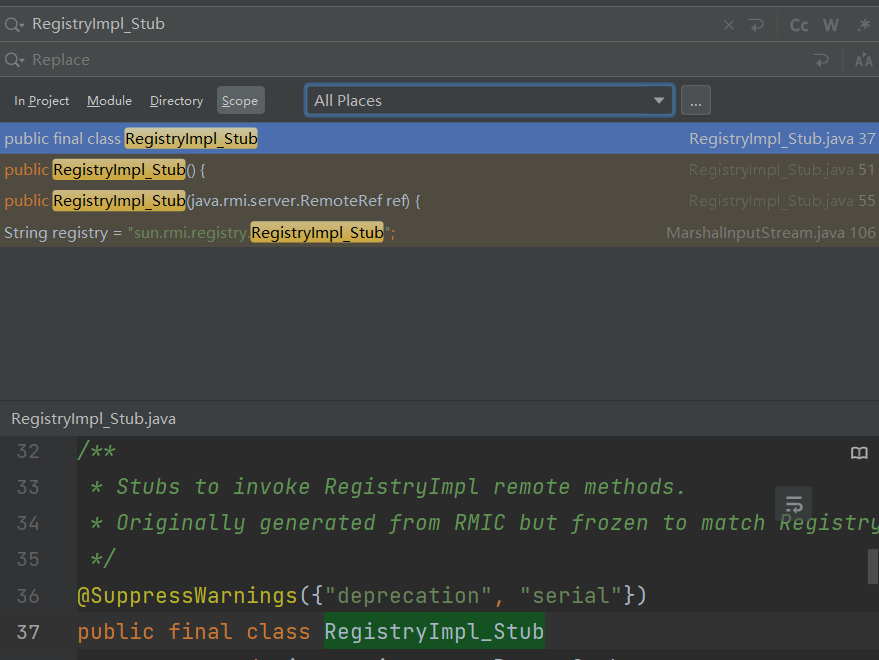 RegistryImpl_Stub
Cc W .*
Replace
In Project Module Directory Scope All Places ...
public final class RegistryImpl_Stub RegistryImpl_Stub.java 37
public RegistryImpl_Stub() { RegistryImpl_Stub.java 51
public RegistryImpl_Stub(java.rmi.server.RemoteRef ref) { RegistryImpl_Stub.java 55
String registry = "sun.rmi.registry.RegistryImpl_Stub"; MarshalInputStream.java 106
RegistryImpl_Stub.java
32 /**
33 * Stubs to invoke RegistryImpl remote methods.
34 * Originally generated from RMIC but frozen to match Registry
35 */
36 @SuppressWarnings({"deprecation", "serial"})
37 public final class RegistryImpl_Stub